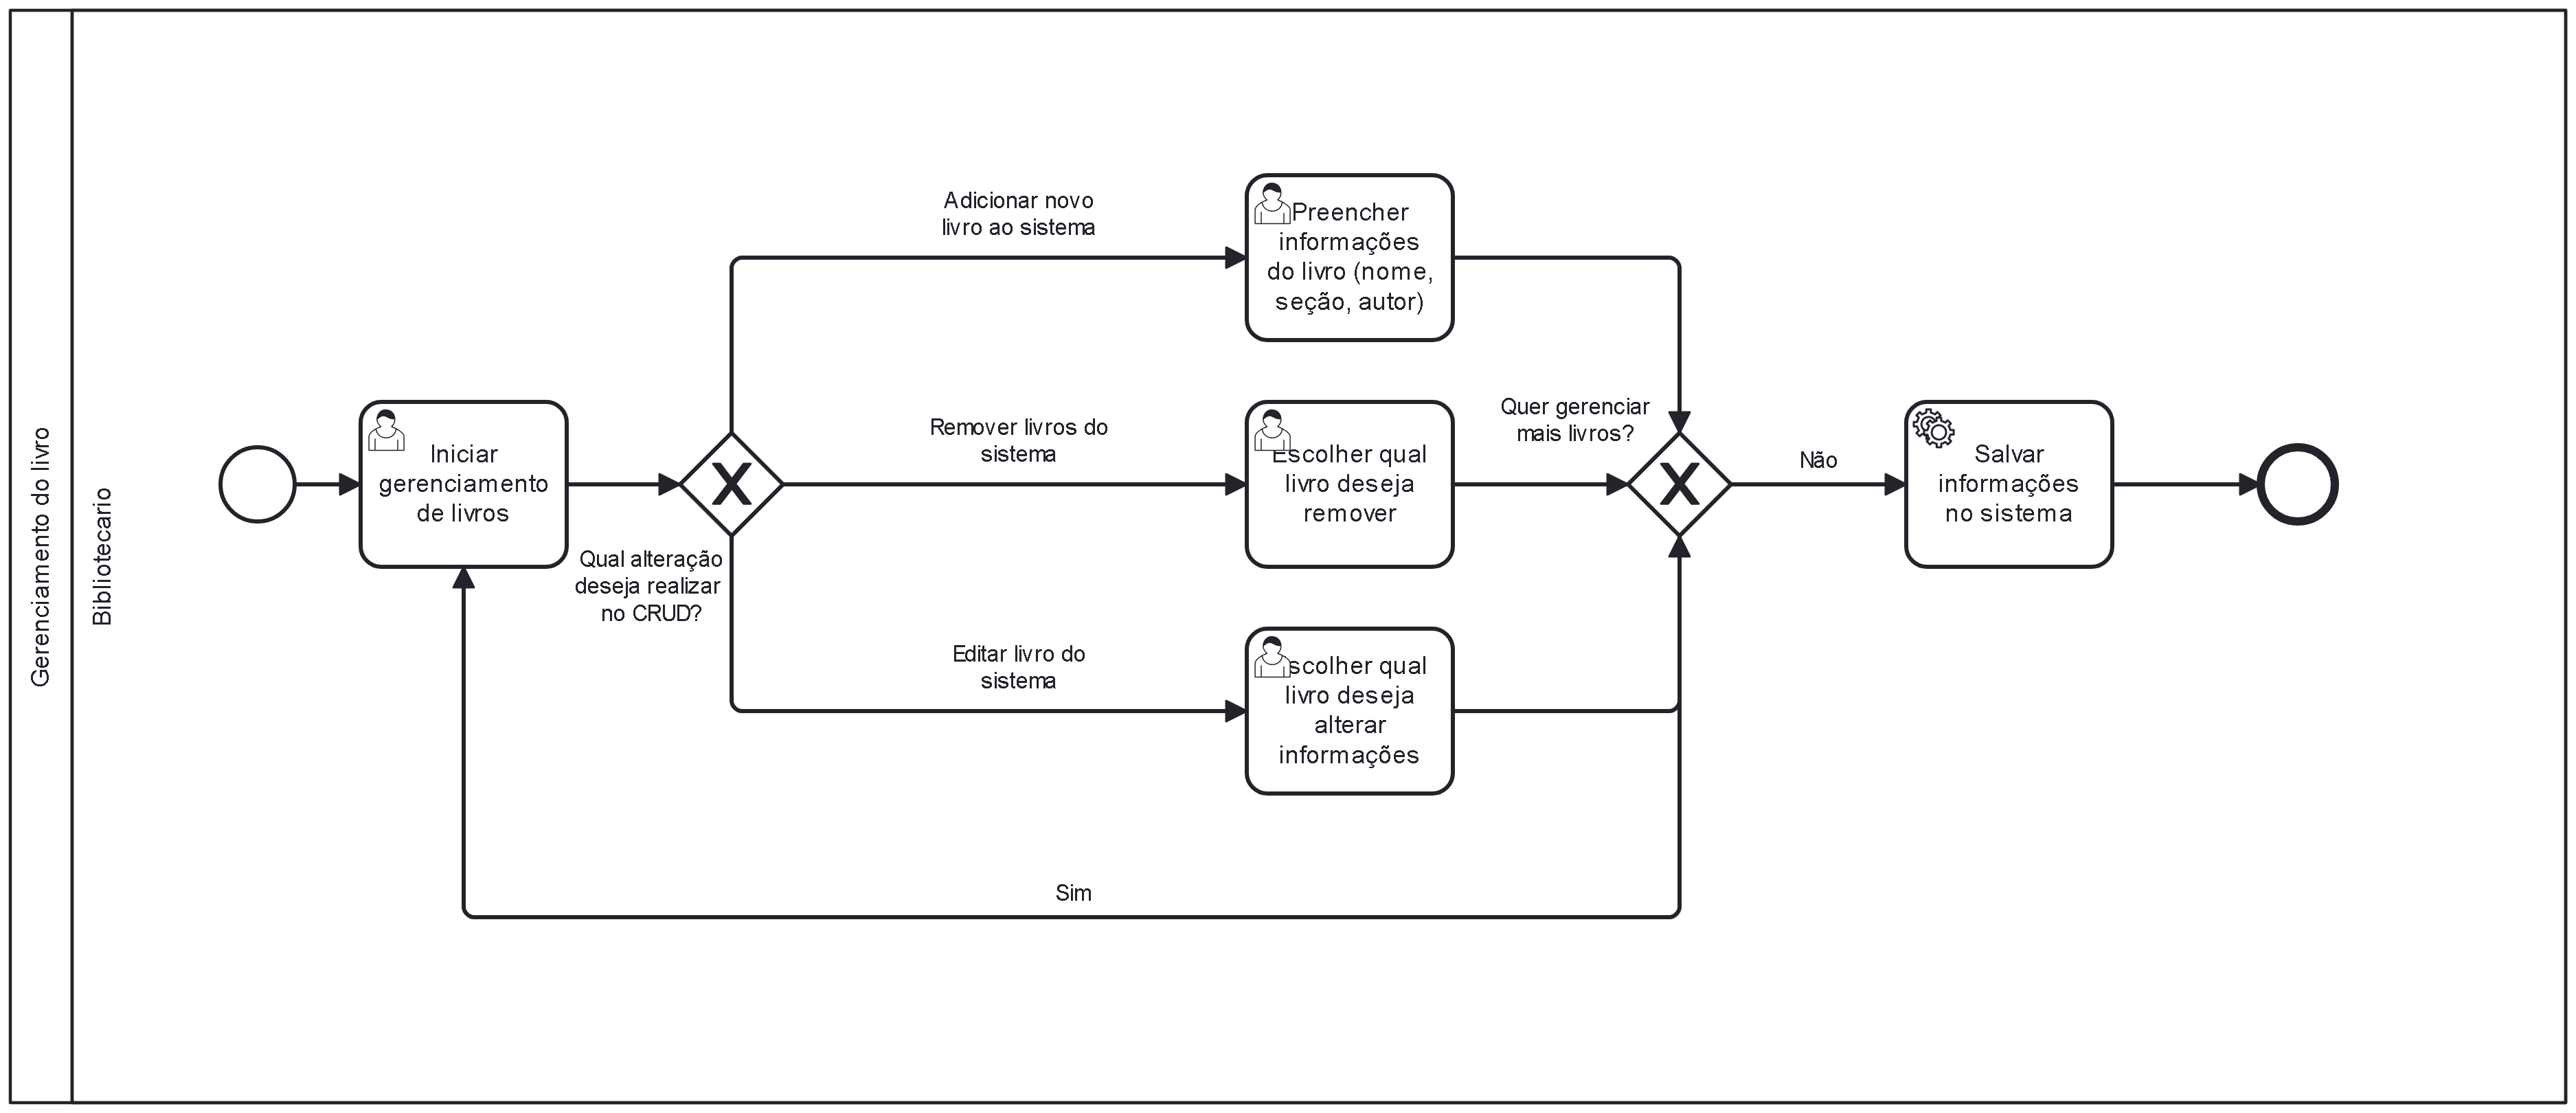 Gerenciamento do livro
Bibliotecario
Iniciar
gerenciamento
de livros
Qual alteração
deseja realizar
no CRUD?
Adicionar novo
livro ao sistema
Remover livros do
sistema
Editar livro do
sistema
Preencher
informações
do livro (nome,
seção, autor)
Escolher qual
livro deseja
remover
Escolher qual
livro deseja
alterar
informações
Quer gerenciar
mais livros?
Não
Salvar
informações
no sistema
Sim